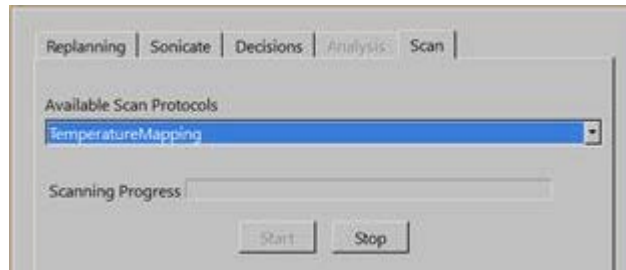 Replanning Sonicate Decisions Analysis Scan
Available Scan Protocols
TemperatureMapping
Scanning Progress
Start Stop